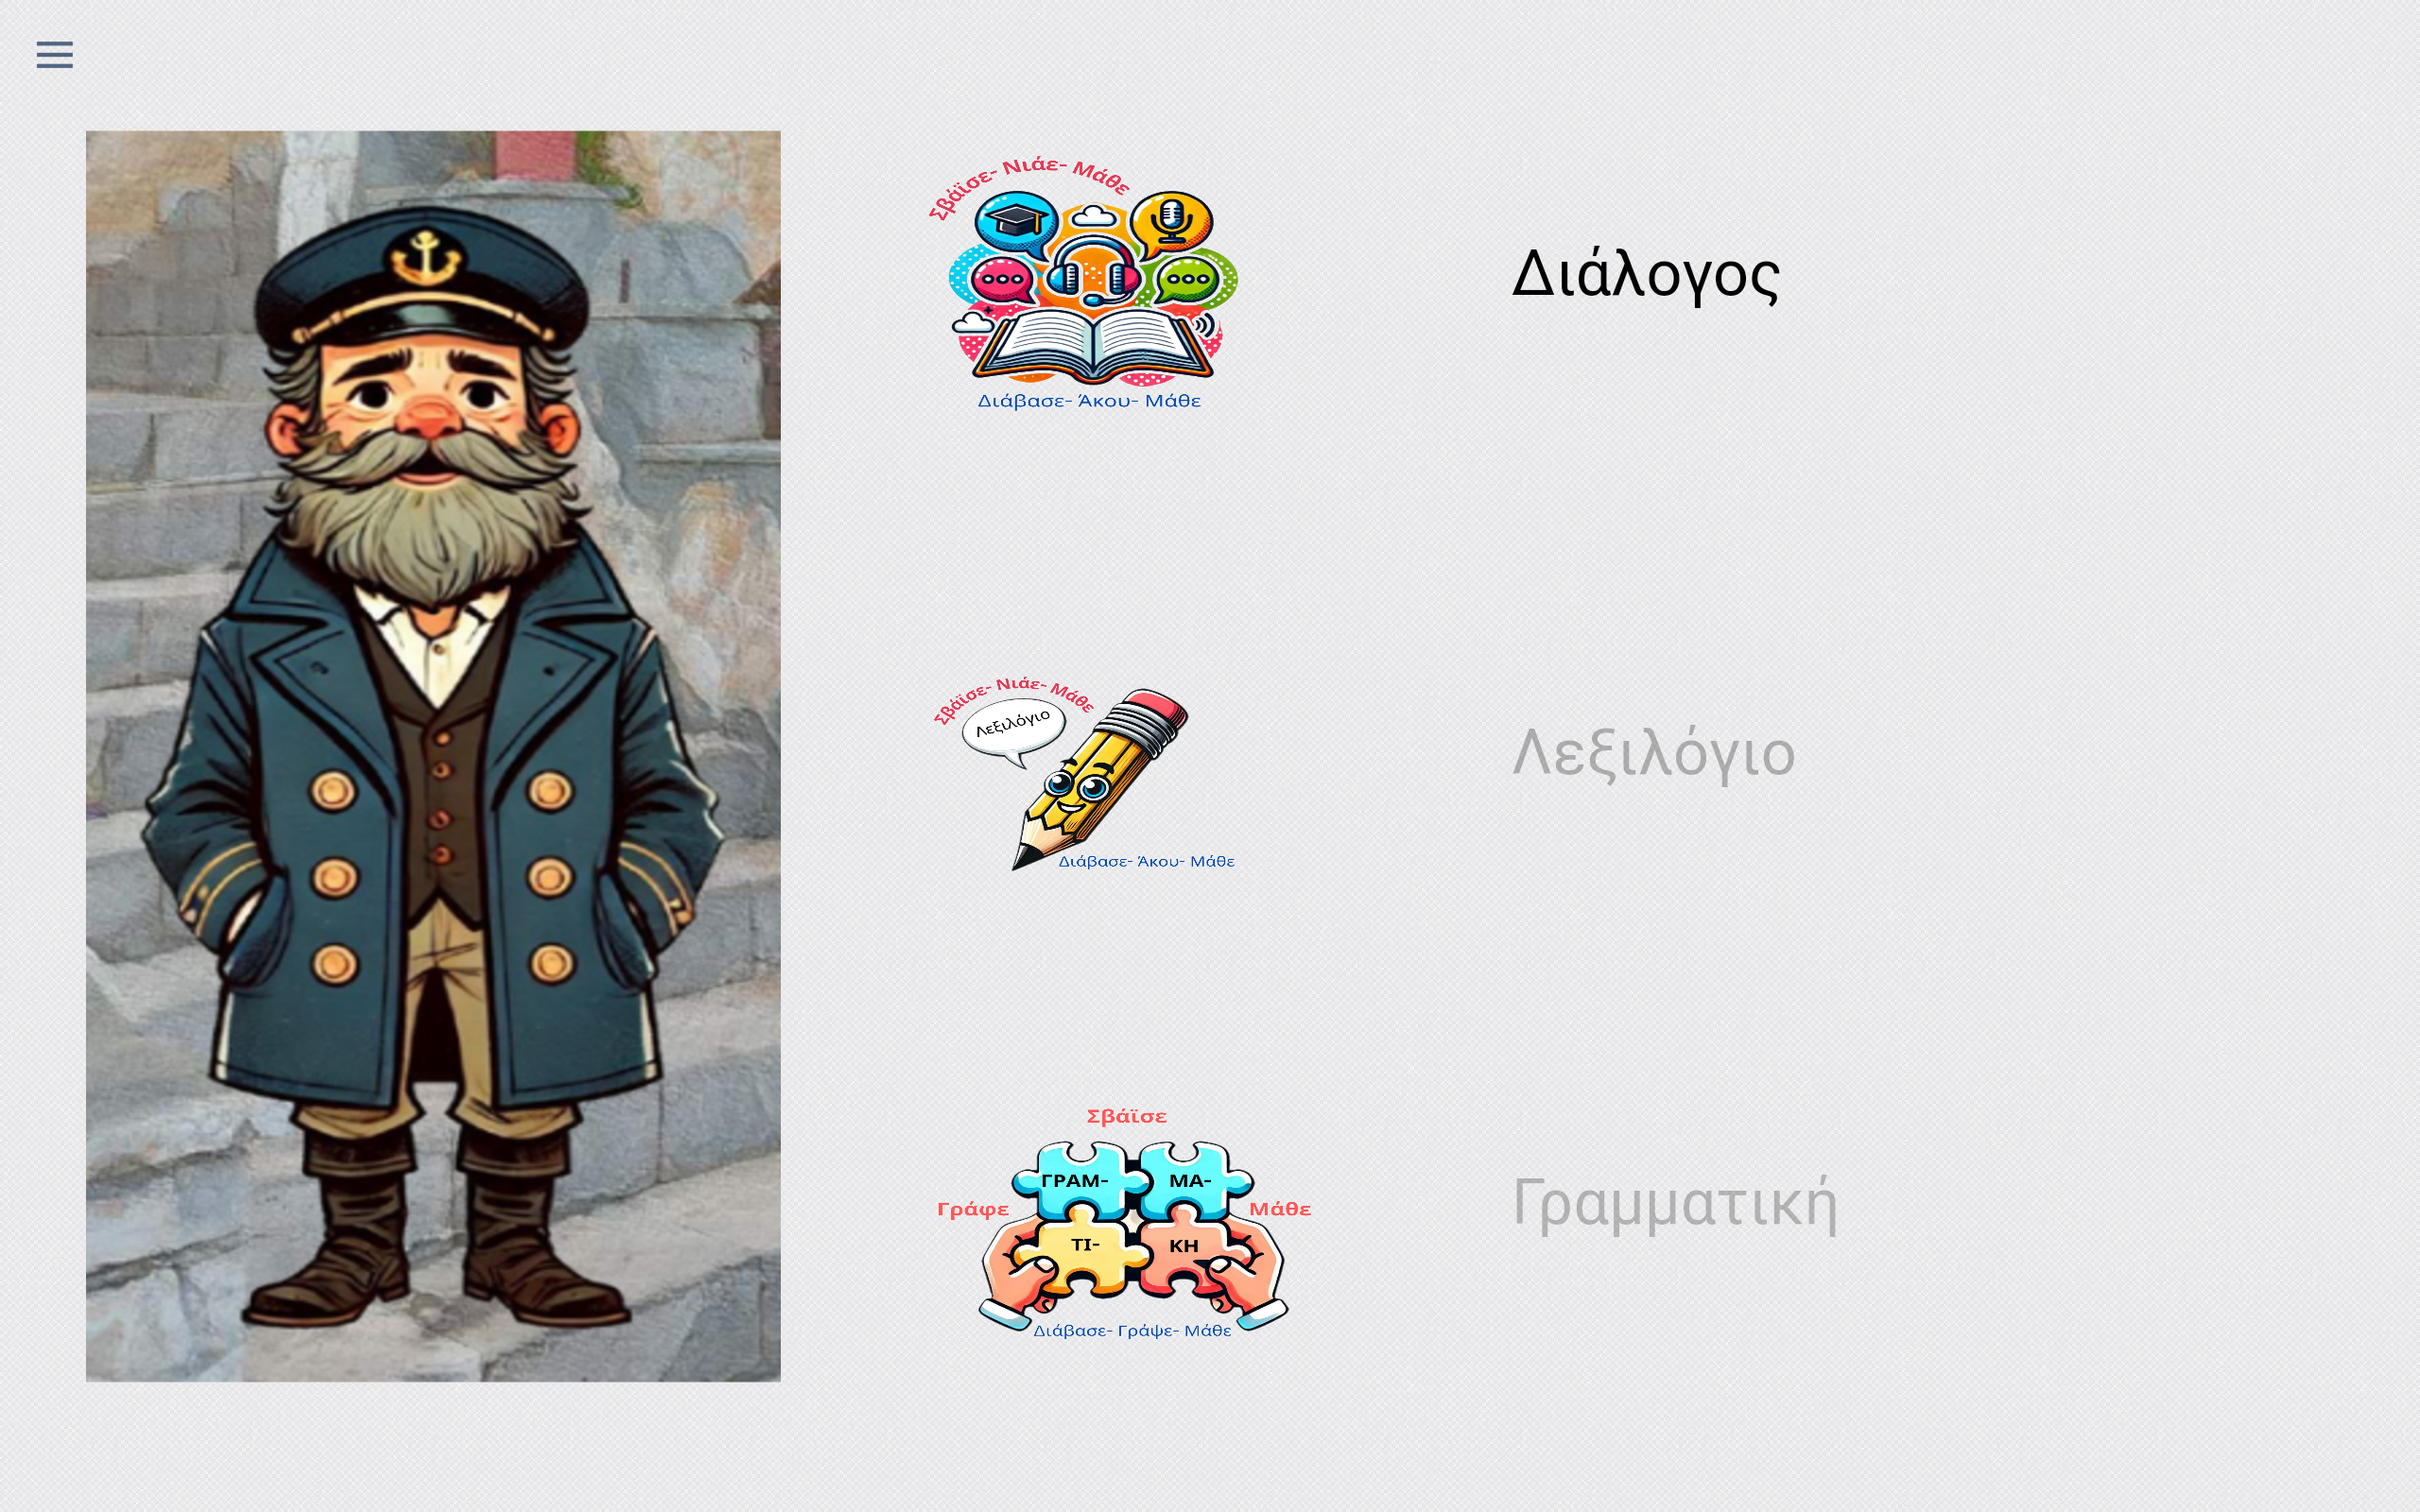 Σβάϊσε- Νιάε- Μάθε
Διάβασε- Άκου- Μάθε
Διάλογος
Σβάϊσε- Νιάε- Μάθε
Λεξιλόγιο
Διάβασε- Άκου- Μάθε
Λεξιλόγιο
Σβάϊσε
ΓΡΑΜ- ΜΑ-
Γράφε Μάθε
ΤΙ- ΚΗ
Διάβασε- Γράψε- Μάθε
Γραμματική